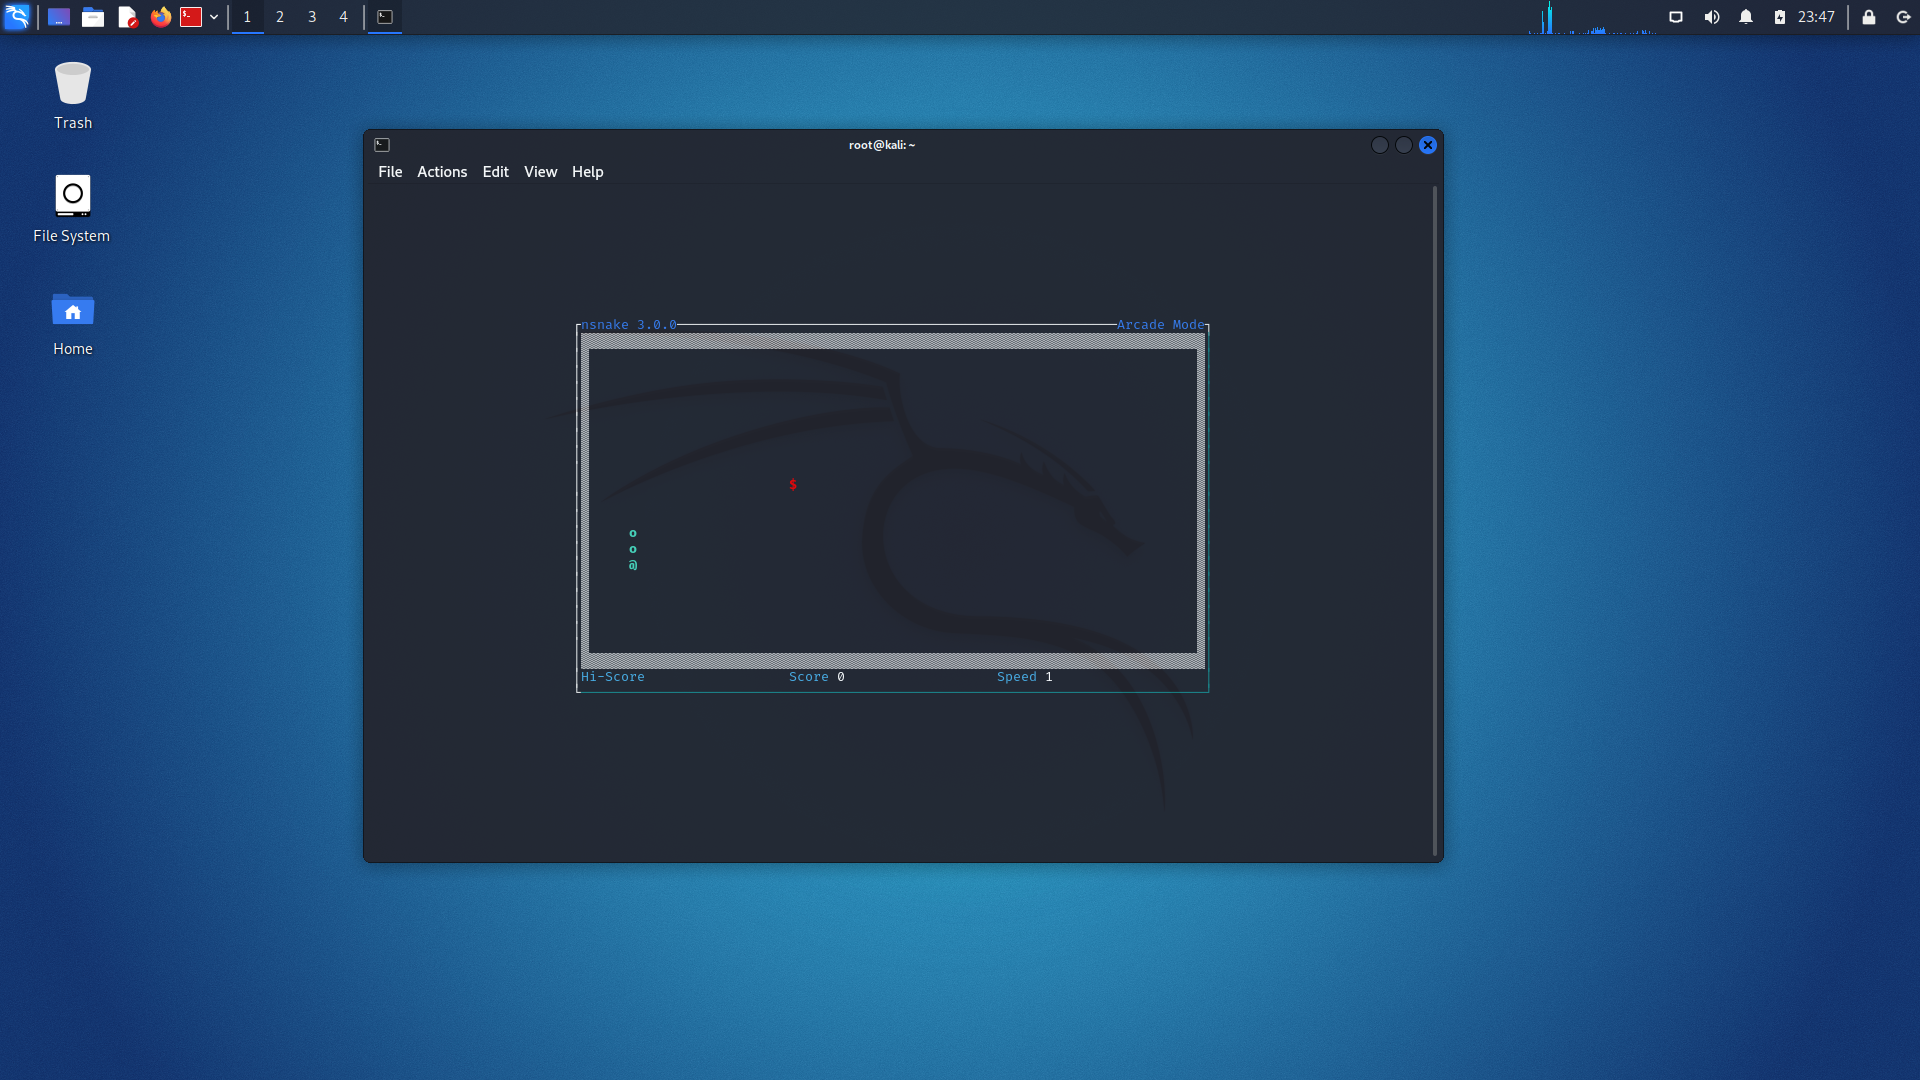 1 2 3 4
23:47
Trash
File System
Home
root@kali: ~
File Actions Edit View Help
nsnake 3.0.0 Arcade Mode
$
o
o
@
Hi-Score Score 0 Speed 1